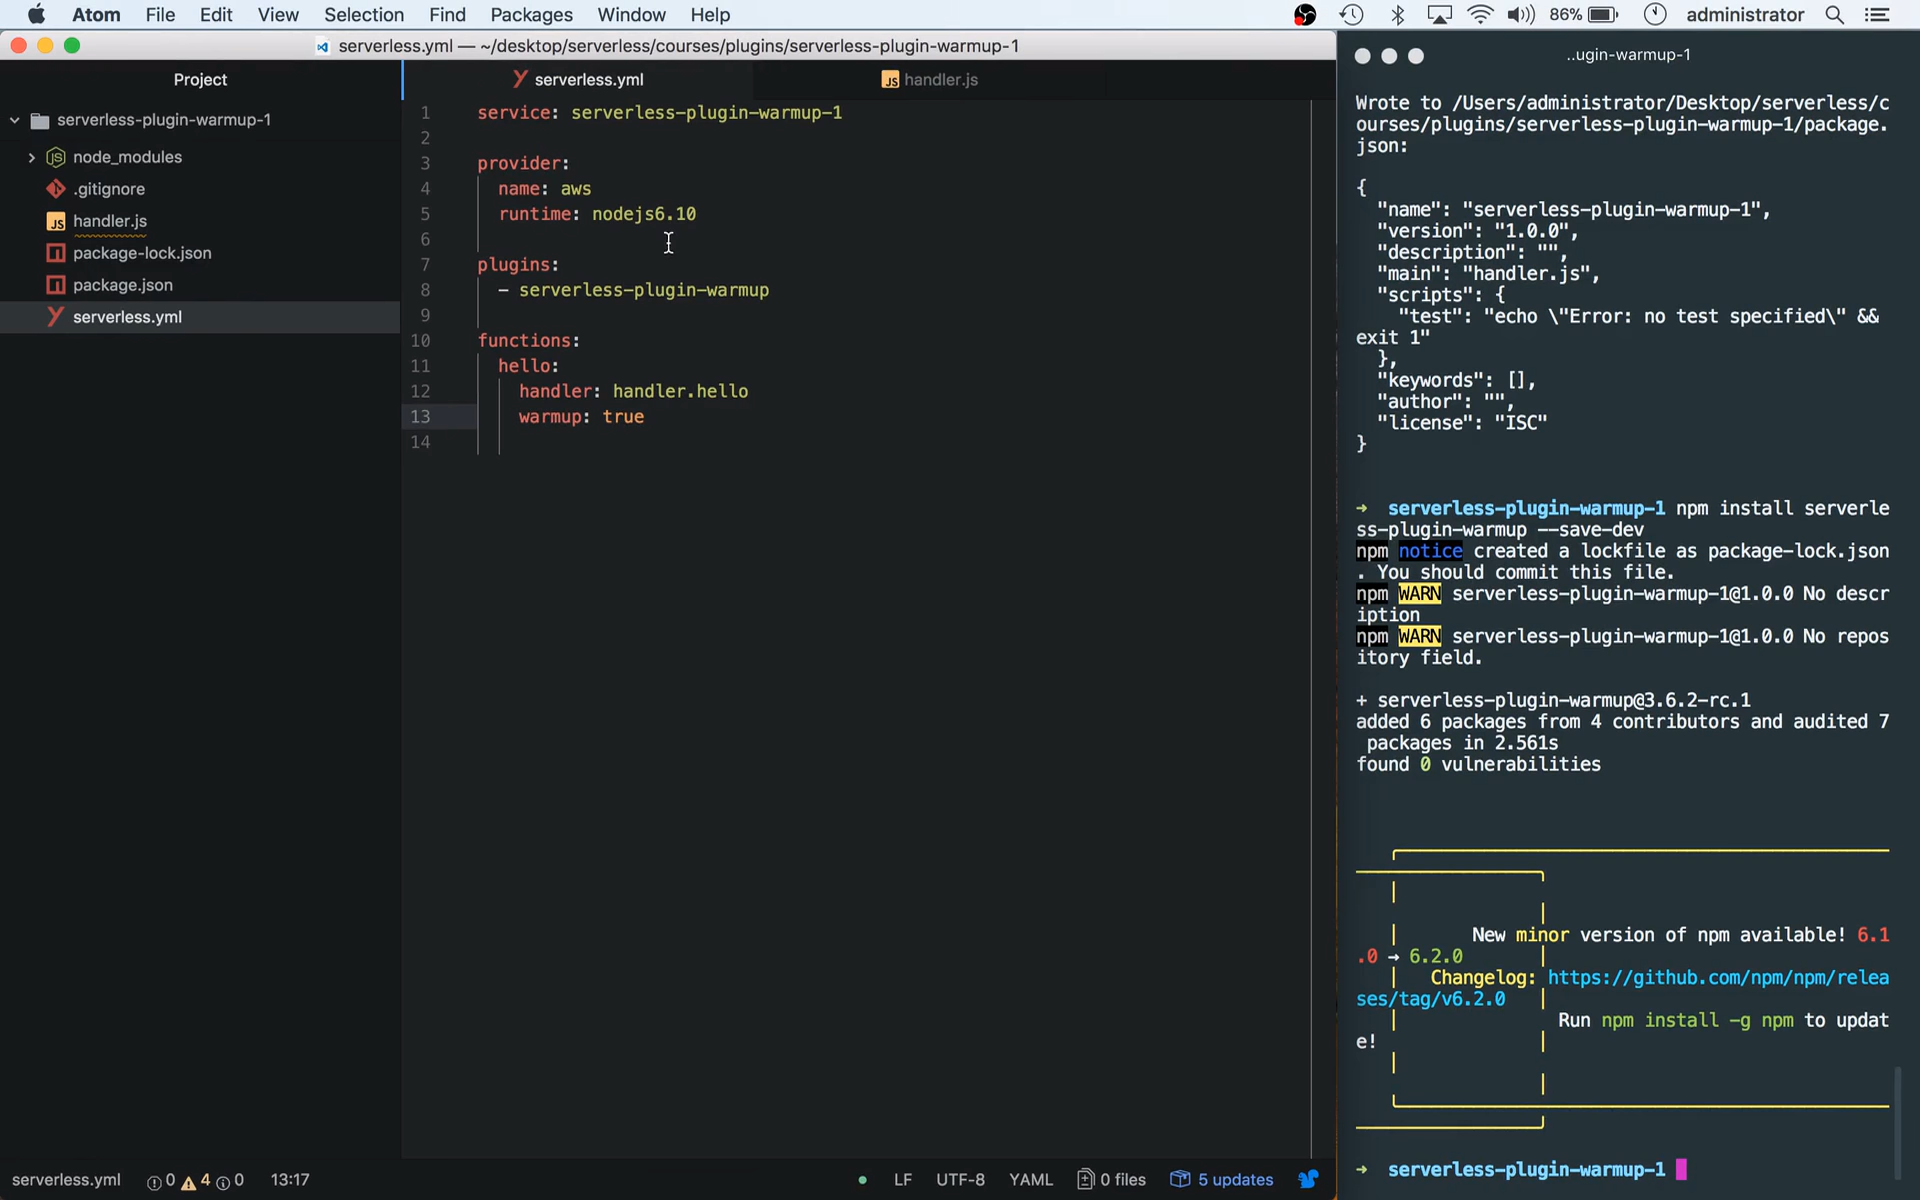 Atom File Edit View Selection Find Packages Window Help
86% administrator
serverless.yml — ~/desktop/serverless/courses/plugins/serverless-plugin-warmup-1
Project
serverless-plugin-warmup-1
node_modules
.gitignore
handler.js
package-lock.json
package.json
serverless.yml
serverless.yml
handler.js
1 service: serverless-plugin-warmup-1
2
3 provider:
4 name: aws
5 runtime: nodejs6.10
6
7 plugins:
8 - serverless-plugin-warmup
9
10 functions:
11 hello:
12 handler: handler.hello
13 warmup: true
14
serverless.yml 0 4 0 13:17
LF UTF-8 YAML 0 files 5 updates
..ugin-warmup-1
Wrote to /Users/administrator/Desktop/serverless/c
ourses/plugins/serverless-plugin-warmup-1/package.
json:
{
"name": "serverless-plugin-warmup-1",
"version": "1.0.0",
"description": "",
"main": "handler.js",
"scripts": {
"test": "echo \"Error: no test specified\" &&
exit 1"
},
"keywords": [],
"author": "",
"license": "ISC"
}
→ serverless-plugin-warmup-1 npm install serverle
ss-plugin-warmup --save-dev
npm notice created a lockfile as package-lock.json
. You should commit this file.
npm WARN serverless-plugin-warmup-1@1.0.0 No descr
iption
npm WARN serverless-plugin-warmup-1@1.0.0 No repos
itory field.
+ serverless-plugin-warmup@3.6.2-rc.1
added 6 packages from 4 contributors and audited 7
packages in 2.561s
found 0 vulnerabilities
New minor version of npm available! 6.1
.0 → 6.2.0
Changelog: https://github.com/npm/npm/relea
ses/tag/v6.2.0
Run npm install -g npm to updat
e!
→ serverless-plugin-warmup-1